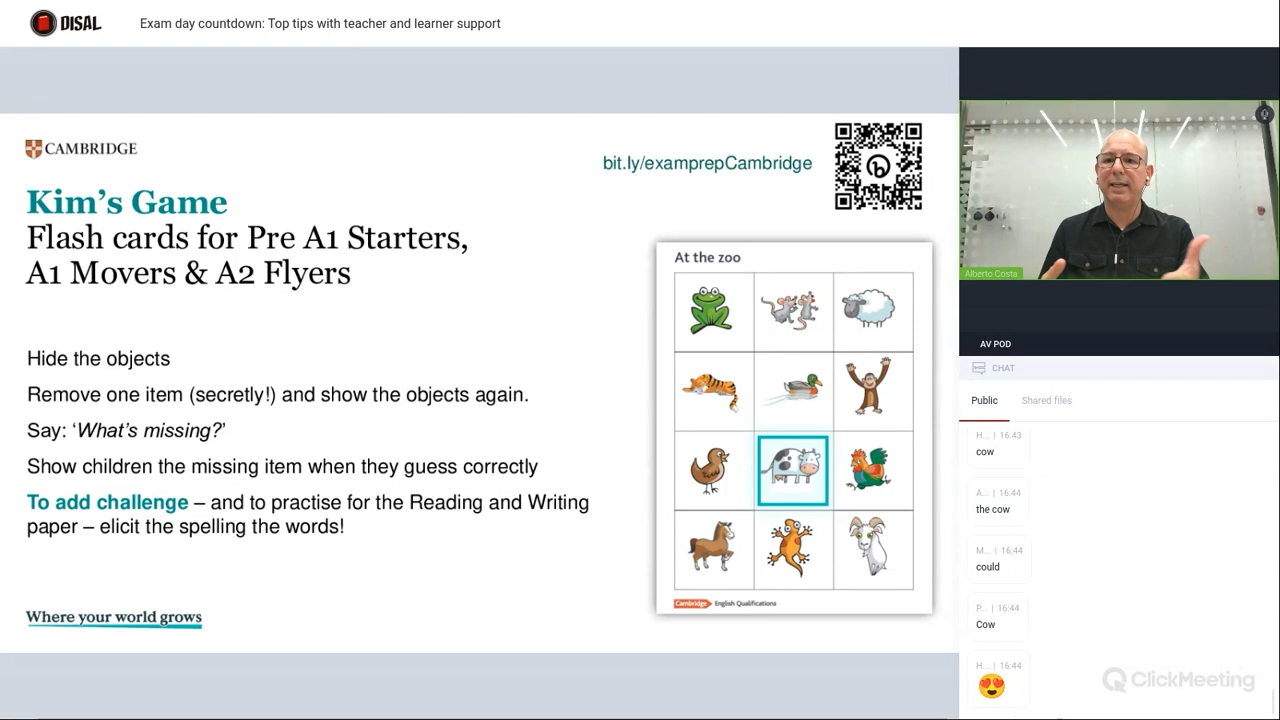 DISAL
Exam day countdown: Top tips with teacher and learner support
CAMBRIDGE
bit.ly/examprepCambridge
Kim's Game
Flash cards for Pre A1 Starters,
A1 Movers & A2 Flyers
Hide the objects
Remove one item (secretly!) and show the objects again.
Say: 'What's missing?'
Show children the missing item when they guess correctly
To add challenge – and to practise for the Reading and Writing
paper – elicit the spelling the words!
Where your world grows
At the zoo
Cambridge English Qualifications
Alberto Costa
AV POD
CHAT
Public Shared files
H... | 16:43
cow
A... | 16:44
the cow
M... | 16:44
could
P... | 16:44
Cow
H... | 16:44
ClickMeeting